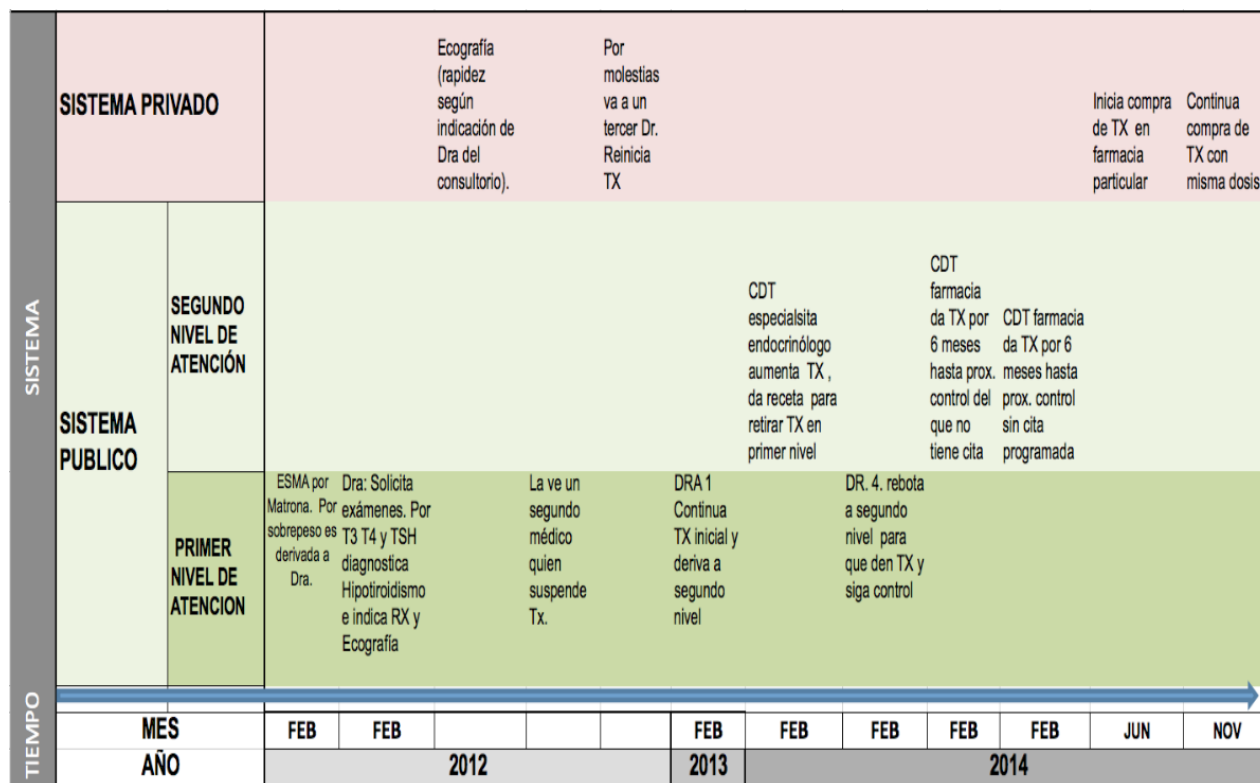 SISTEMA
SISTEMA PRIVADO
Ecografía
(rapidez
según
indicación de
Dra del
consultorio).
Por
molestias
va a un
tercer Dr.
Reinicia
TX
Inicia compra
de TX en
farmacia
particular
Continua
compra de
TX con
misma dosis
SISTEMA
PUBLICO
SEGUNDO
NIVEL DE
ATENCIÓN
CDT
especialsita
endocrinólogo
aumenta TX ,
da receta para
retirar TX en
primer nivel
CDT
farmacia
da TX por
6 meses
hasta prox.
control del
que no
tiene cita
CDT farmacia
da TX por 6
meses hasta
prox. control
sin cita
programada
PRIMER
NIVEL DE
ATENCION
ESMA por
Matrona. Por
sobrepeso es
derivada a
Dra.
Dra: Solicita
exámenes. Por
T3 T4 y TSH
diagnostica
Hipotiroidismo
e indica RX y
Ecografía
La ve un
segundo
médico
quien
suspende
Tx.
DRA 1
Continua
TX inicial y
deriva a
segundo
nivel
DR. 4. rebota
a segundo
nivel para
que den TX y
siga control
TIEMPO
MES FEB FEB FEB FEB FEB FEB FEB JUN NOV
AÑO 2012 2013 2014